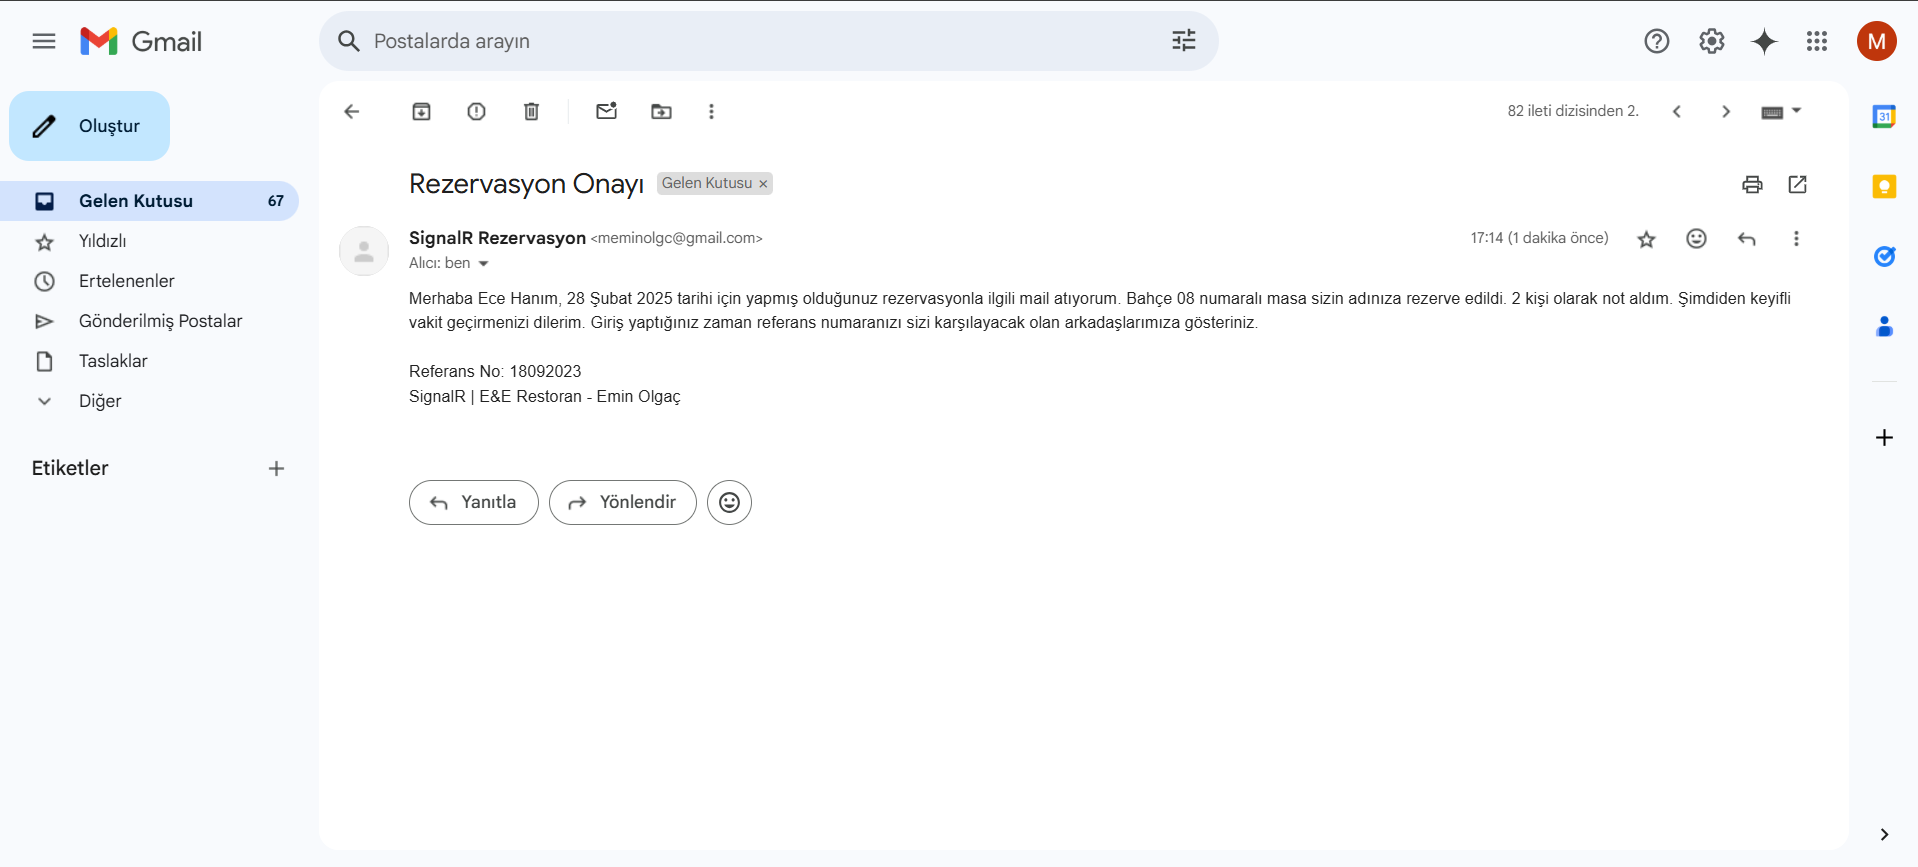 Gmail
Postalarda arayın
M
Oluştur
82 ileti dizisinden 2.
31
Gelen Kutusu 67
Yıldızlı
Ertelenenler
Gönderilmiş Postalar
Taslaklar
Diğer
Etiketler
Rezervasyon Onayı Gelen Kutusu ×
SignalR Rezervasyon <meminolgc@gmail.com> 17:14 (1 dakika önce)
Alıcı: ben
Merhaba Ece Hanım, 28 Şubat 2025 tarihi için yapmış olduğunuz rezervasyonla ilgili mail atıyorum. Bahçe 08 numaralı masa sizin adınıza rezerve edildi. 2 kişi olarak not aldım. Şimdiden keyifli
vakit geçirmenizi dilerim. Giriş yaptığınız zaman referans numaranızı sizi karşılayacak olan arkadaşlarımıza gösteriniz.
Referans No: 18092023
SignalR | E&E Restoran - Emin Olgaç
Yanıtla
Yönlendir